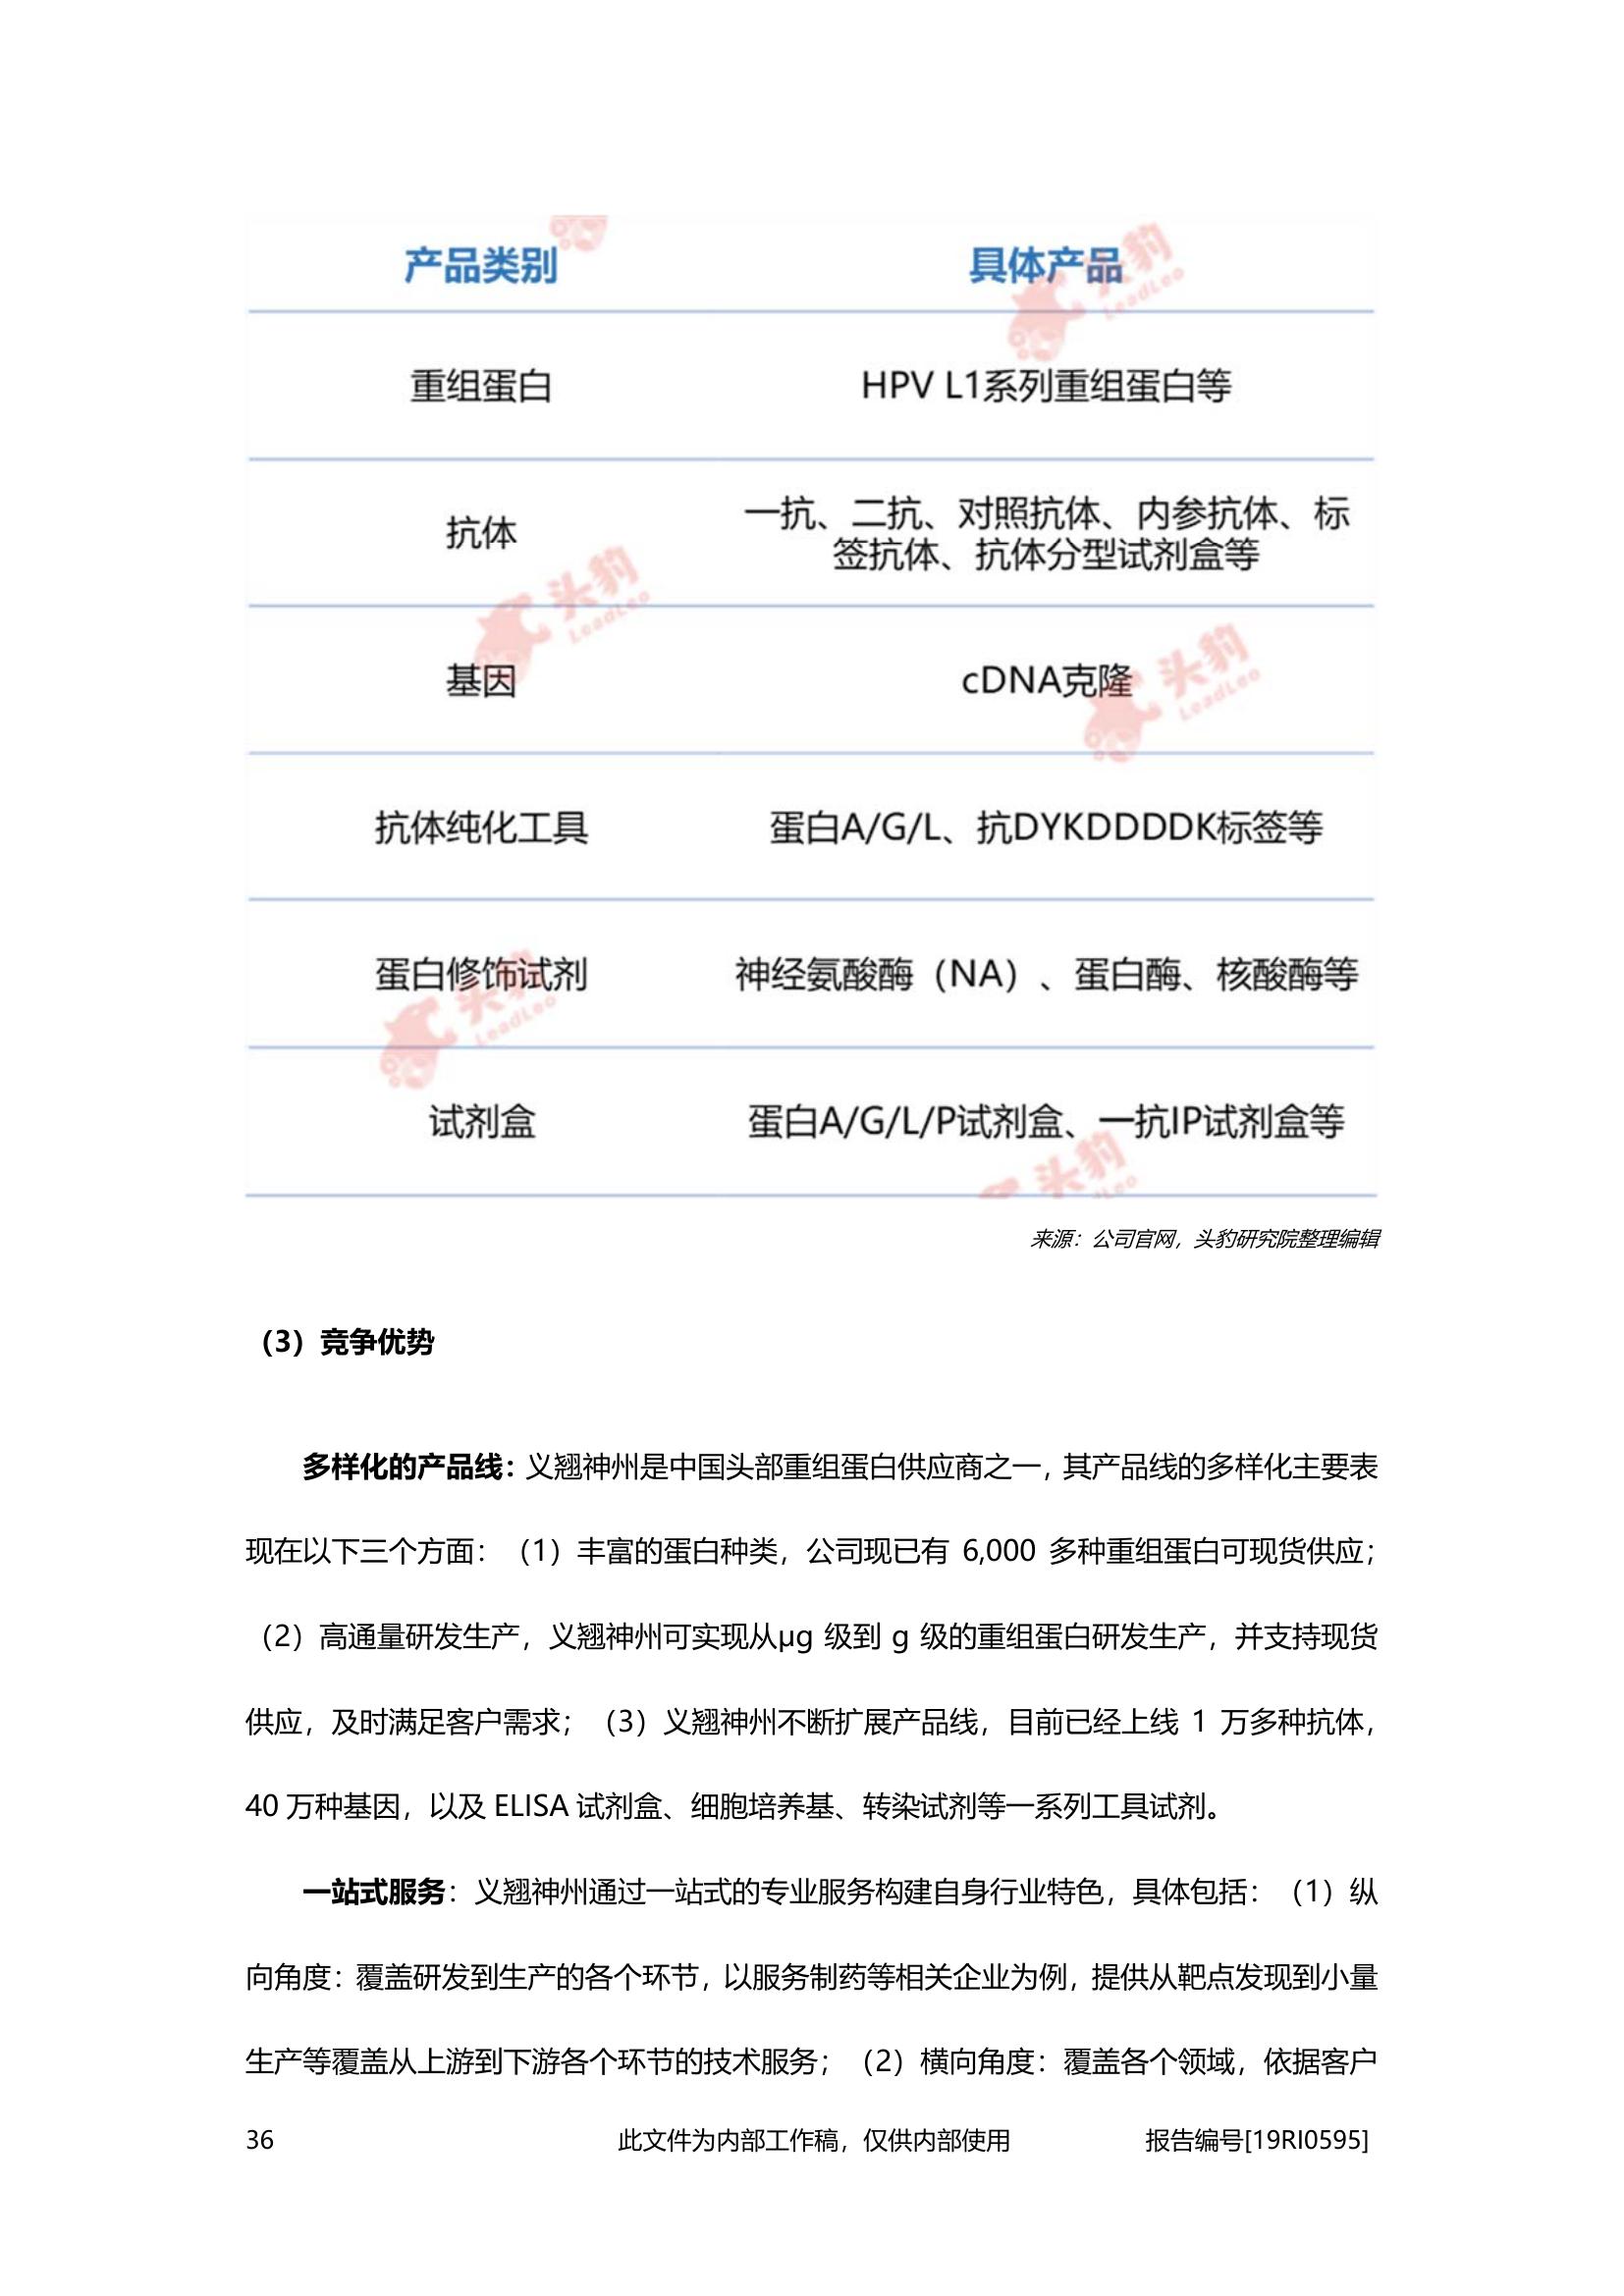 产品类别 具体产品
重组蛋白 HPV L1系列重组蛋白等
抗体 一抗、二抗、对照抗体、内参抗体、标
签抗体、抗体分型试剂盒等
基因 cDNA克隆
抗体纯化工具 蛋白A/G/L、抗DYKDDDDK标签等
蛋白修饰试剂 神经氨酸酶（NA）、蛋白酶、核酸酶等
试剂盒 蛋白A/G/L/P试剂盒、一抗IP试剂盒等
头豹
LeadLeo
头豹
LeadLeo
头豹
LeadLeo
头豹
LeadLeo
头豹
来源：公司官网，头豹研究院整理编辑
（3）竞争优势
多样化的产品线：义翘神州是中国头部重组蛋白供应商之一，其产品线的多样化主要表
现在以下三个方面：（1）丰富的蛋白种类，公司现已有 6,000 多种重组蛋白可现货供应；
（2）高通量研发生产，义翘神州可实现从μg 级到 g 级的重组蛋白研发生产，并支持现货
供应，及时满足客户需求；（3）义翘神州不断扩展产品线，目前已经上线 1 万多种抗体，
40 万种基因，以及 ELISA 试剂盒、细胞培养基、转染试剂等一系列工具试剂。
一站式服务：义翘神州通过一站式的专业服务构建自身行业特色，具体包括：（1）纵
向角度：覆盖研发到生产的各个环节，以服务制药等相关企业为例，提供从靶点发现到小量
生产等覆盖从上游到下游各个环节的技术服务；（2）横向角度：覆盖各个领域，依据客户
36 此文件为内部工作稿，仅供内部使用 报告编号[19RI0595]